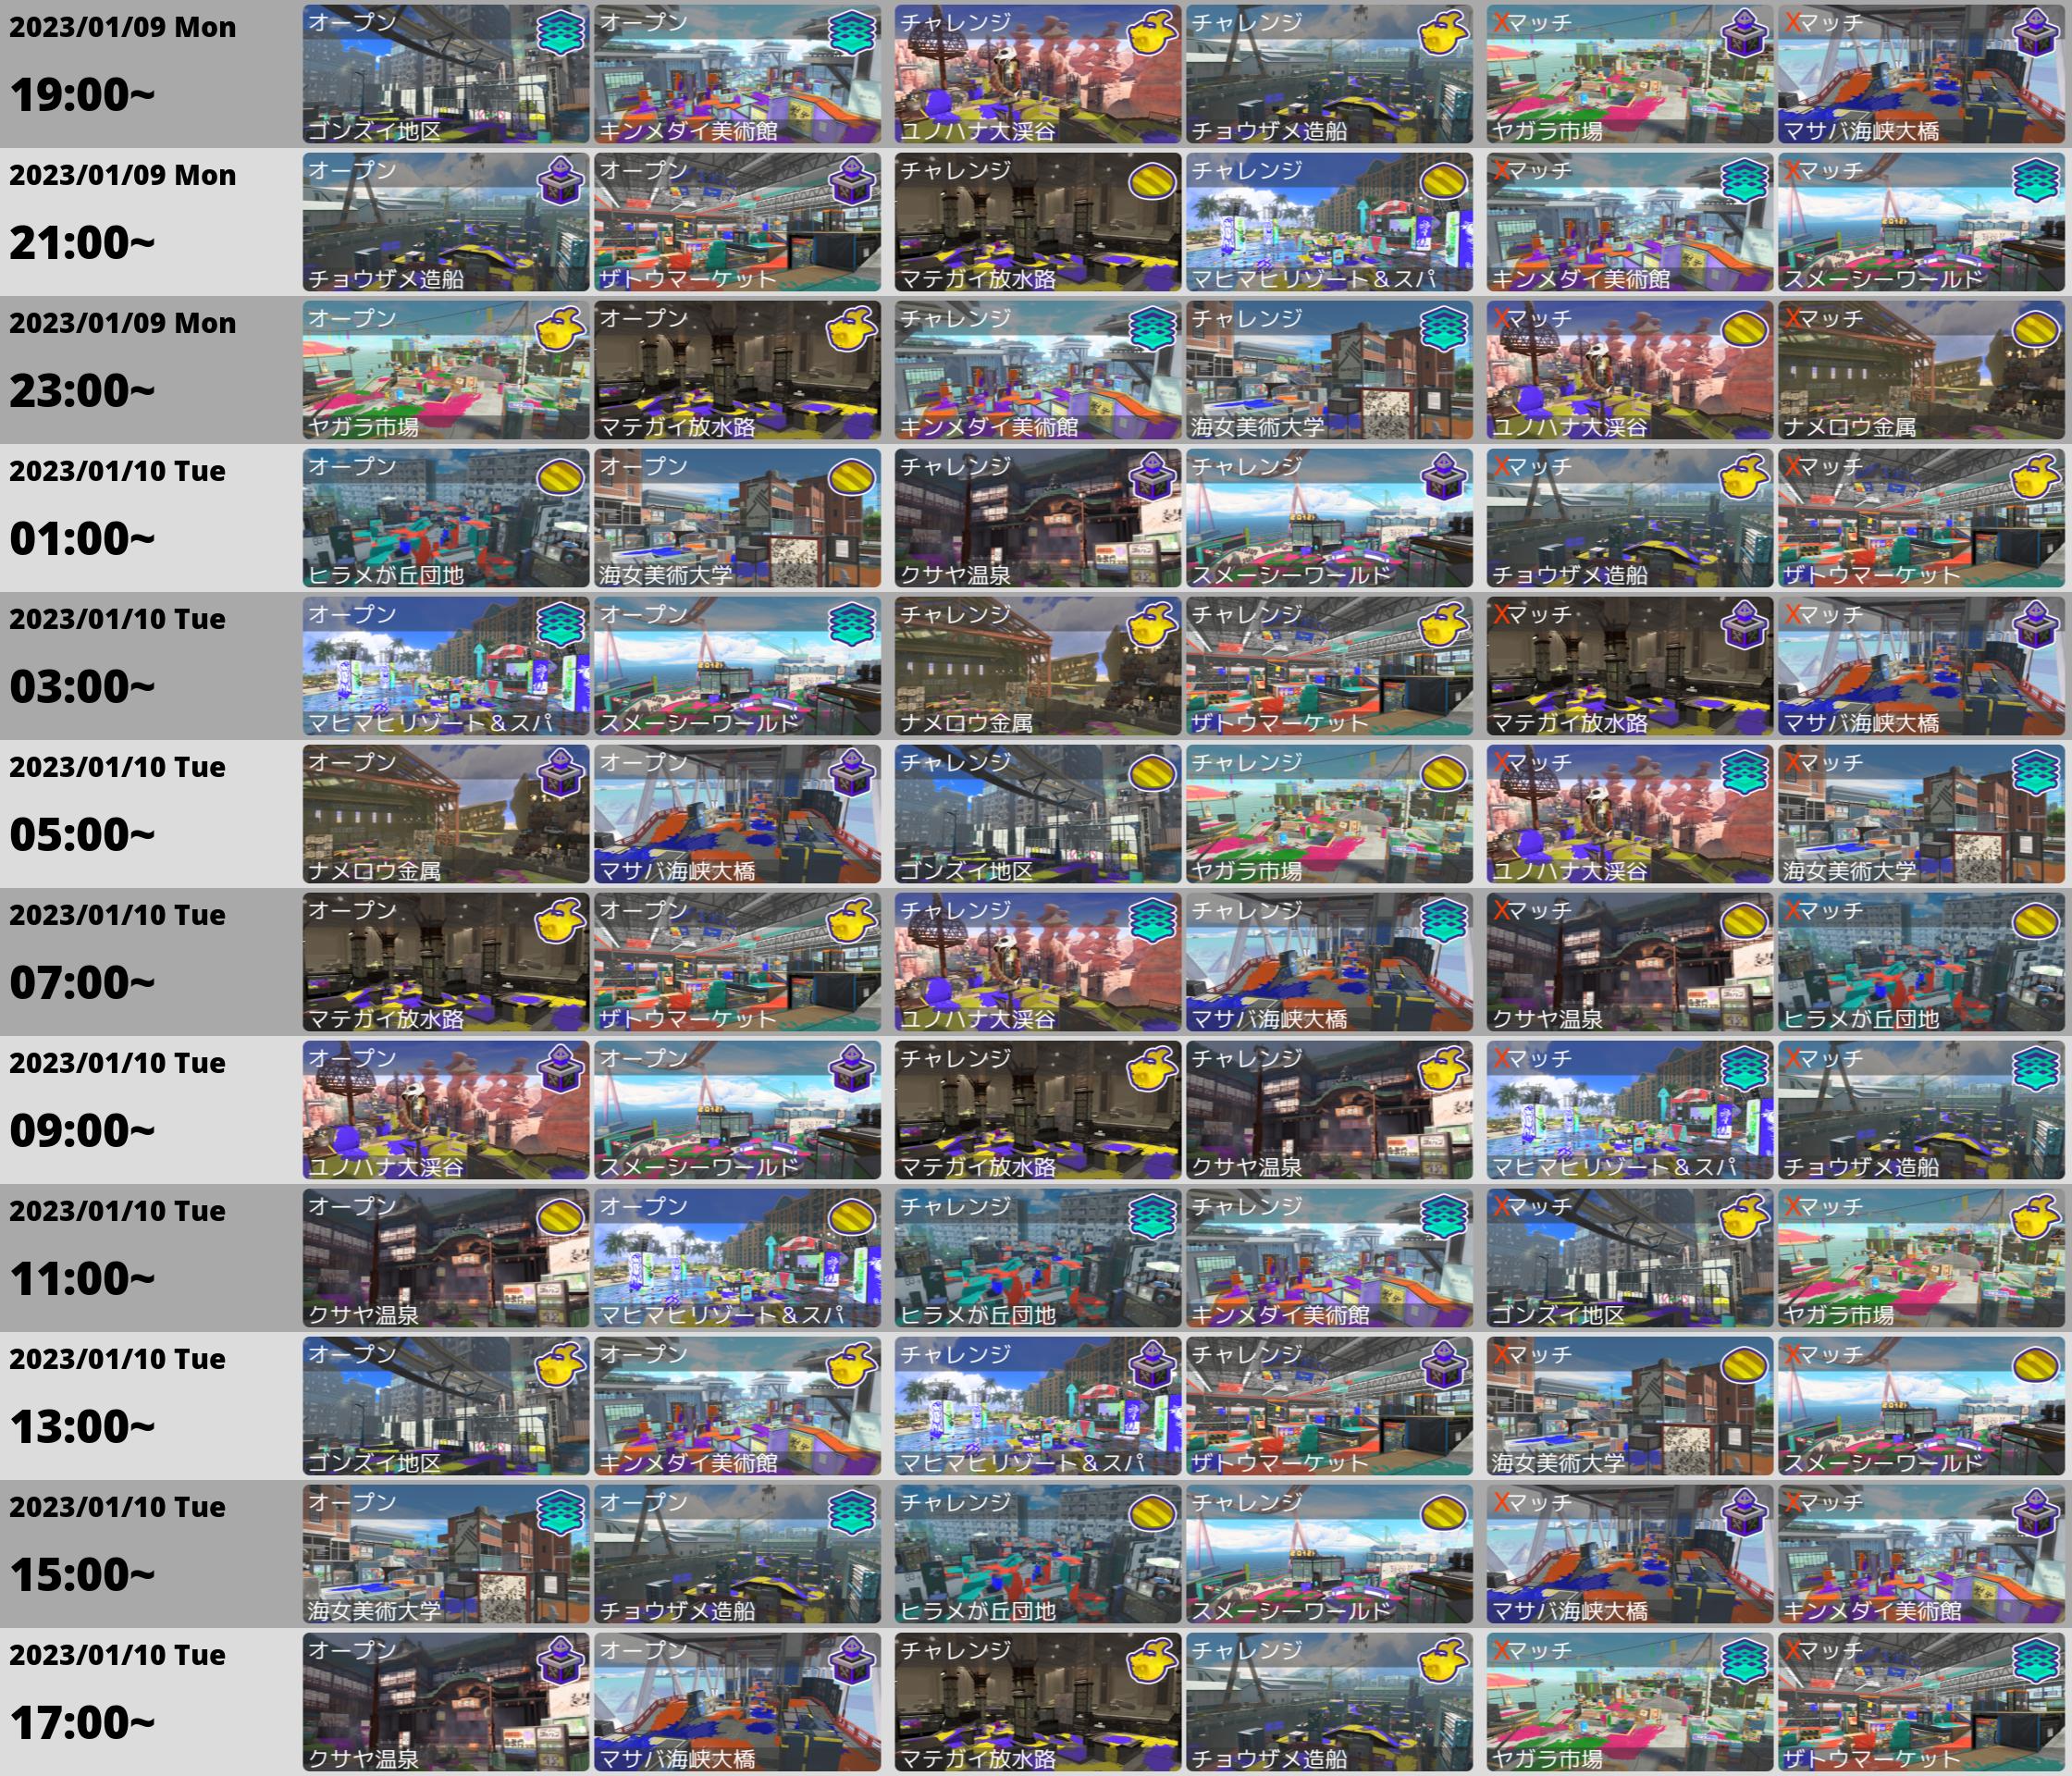 2023/01/09 Mon
19:00~
オープン オープン チャレンジ チャレンジ Xマッチ Xマッチ
ゴンズイ地区 キンメダイ美術館 ユノハナ大渓谷 チョウザメ造船 ヤガラ市場 マサバ海峡大橋
2023/01/09 Mon
21:00~
オープン オープン チャレンジ チャレンジ Xマッチ Xマッチ
チョウザメ造船 ザトウマーケット マテガイ放水路 マヒマヒリゾート＆スパ キンメダイ美術館 スメーシーワールド
2023/01/09 Mon
23:00~
オープン オープン チャレンジ チャレンジ Xマッチ Xマッチ
ヤガラ市場 マテガイ放水路 キンメダイ美術館 海女美術大学 ユノハナ大渓谷 ナメロウ金属
2023/01/10 Tue
01:00~
オープン オープン チャレンジ チャレンジ Xマッチ Xマッチ
ヒラメが丘団地 海女美術大学 クサヤ温泉 スメーシーワールド チョウザメ造船 ザトウマーケット
2023/01/10 Tue
03:00~
オープン オープン チャレンジ チャレンジ Xマッチ Xマッチ
マヒマヒリゾート＆スパ スメーシーワールド ナメロウ金属 ザトウマーケット マテガイ放水路 マサバ海峡大橋
2023/01/10 Tue
05:00~
オープン オープン チャレンジ チャレンジ Xマッチ Xマッチ
ナメロウ金属 マサバ海峡大橋 ゴンズイ地区 ヤガラ市場 ユノハナ大渓谷 海女美術大学
2023/01/10 Tue
07:00~
オープン オープン チャレンジ チャレンジ Xマッチ Xマッチ
マテガイ放水路 ザトウマーケット ユノハナ大渓谷 マサバ海峡大橋 クサヤ温泉 ヒラメが丘団地
2023/01/10 Tue
09:00~
オープン オープン チャレンジ チャレンジ Xマッチ Xマッチ
ユノハナ大渓谷 スメーシーワールド マテガイ放水路 クサヤ温泉 マヒマヒリゾート＆スパ チョウザメ造船
2023/01/10 Tue
11:00~
オープン オープン チャレンジ チャレンジ Xマッチ Xマッチ
クサヤ温泉 マヒマヒリゾート＆スパ ヒラメが丘団地 キンメダイ美術館 ゴンズイ地区 ヤガラ市場
2023/01/10 Tue
13:00~
オープン オープン チャレンジ チャレンジ Xマッチ Xマッチ
ゴンズイ地区 キンメダイ美術館 マヒマヒリゾート＆スパ ザトウマーケット 海女美術大学 スメーシーワールド
2023/01/10 Tue
15:00~
オープン オープン チャレンジ チャレンジ Xマッチ Xマッチ
海女美術大学 チョウザメ造船 ヒラメが丘団地 スメーシーワールド マサバ海峡大橋 キンメダイ美術館
2023/01/10 Tue
17:00~
オープン オープン チャレンジ チャレンジ Xマッチ Xマッチ
クサヤ温泉 マサバ海峡大橋 マテガイ放水路 チョウザメ造船 ヤガラ市場 ザトウマーケット